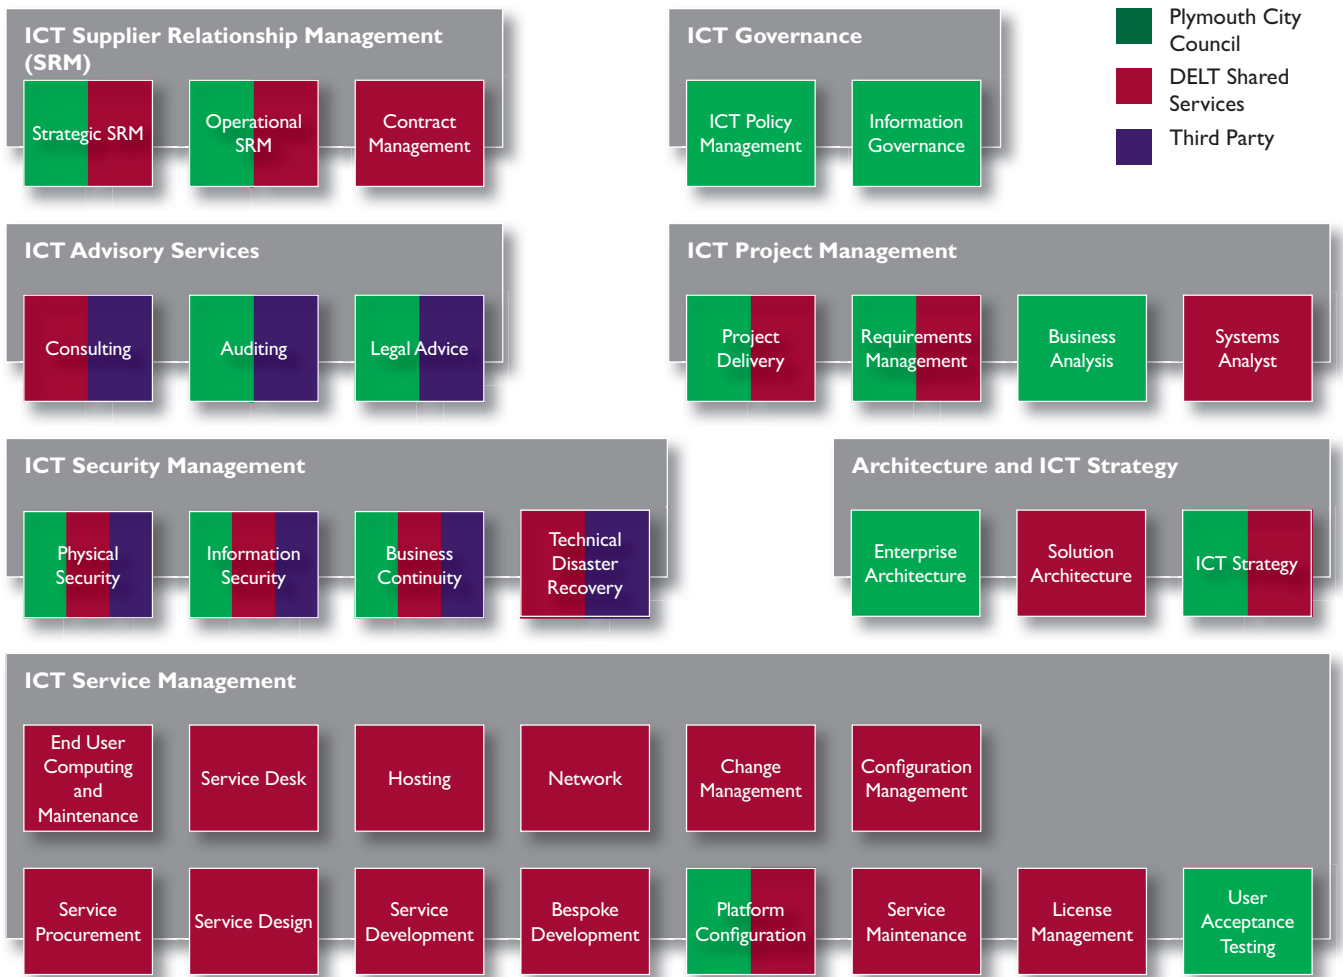 ICT Supplier Relationship Management
(SRM)
Strategic SRM
Operational
SRM
Contract
Management
ICT Governance
ICT Policy
Management
Information
Governance
Plymouth City
Council
DELT Shared
Services
Third Party
ICT Advisory Services
Consulting
Auditing
Legal Advice
ICT Project Management
Project
Delivery
Requirements
Management
Business
Analysis
Systems
Analyst
ICT Security Management
Physical
Security
Information
Security
Business
Continuity
Technical
Disaster
Recovery
Architecture and ICT Strategy
Enterprise
Architecture
Solution
Architecture
ICT Strategy
ICT Service Management
End User
Computing
and
Maintenance
Service Desk
Hosting
Network
Change
Management
Configuration
Management
Service
Procurement
Service Design
Service
Development
Bespoke
Development
Platform
Configuration
Service
Maintenance
License
Management
User
Acceptance
Testing